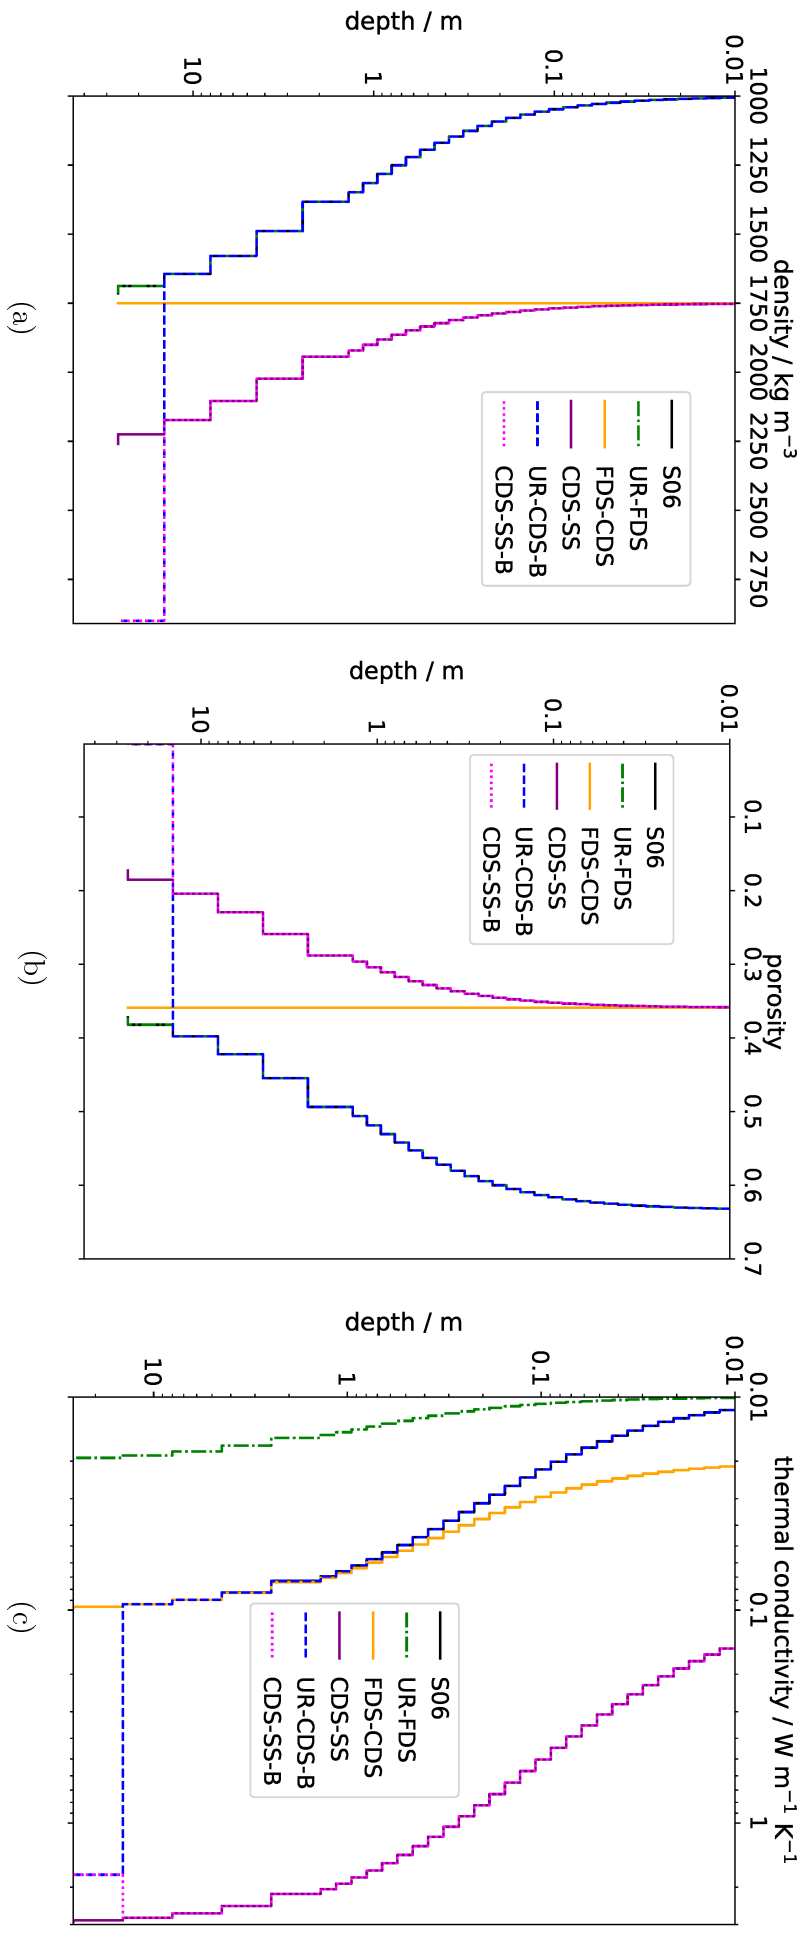 density / kg m⁻³
1000 1250 1500 1750 2000 2250 2500 2750
depth / m
0.01
0.1
1
10
S06
UR-FDS
FDS-CDS
CDS-SS
UR-CDS-B
CDS-SS-B
(a)
porosity
0.1 0.2 0.3 0.4 0.5 0.6 0.7
depth / m
0.01
0.1
1
10
S06
UR-FDS
FDS-CDS
CDS-SS
UR-CDS-B
CDS-SS-B
(b)
thermal conductivity / W m⁻¹ K⁻¹
0.01 0.1 1
depth / m
0.01
0.1
1
10
S06
UR-FDS
FDS-CDS
CDS-SS
UR-CDS-B
CDS-SS-B
(c)